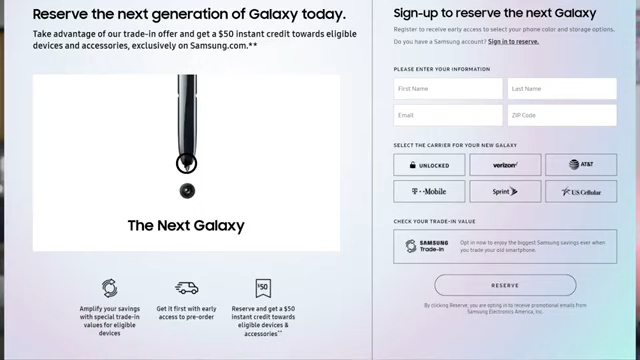 Reserve the next generation of Galaxy today.
Take advantage of our trade-in offer and get a $50 instant credit towards eligible
devices and accessories, exclusively on Samsung.com.**
The Next Galaxy
Amplify your savings
with special trade-in
values for eligible
devices
Get it first with early
access to pre-order
$50
Reserve and get a $50
instant credit towards
eligible devices &
accessories**
Sign-up to reserve the next Galaxy
Register to receive early access to select your phone color and storage options.
Do you have a Samsung account? Sign in to reserve.
PLEASE ENTER YOUR INFORMATION
First Name
Last Name
Email
ZIP Code
SELECT THE CARRIER FOR YOUR NEW GALAXY
UNLOCKED
verizon
AT&T
T··Mobile
Sprint
US Cellular
CHECK YOUR TRADE-IN VALUE
SAMSUNG
Trade-in
Opt in now to enjoy the biggest Samsung savings ever when
you trade your old smartphone.
RESERVE
By clicking Reserve, you are opting in to receive promotional emails from
Samsung Electronics America, Inc.